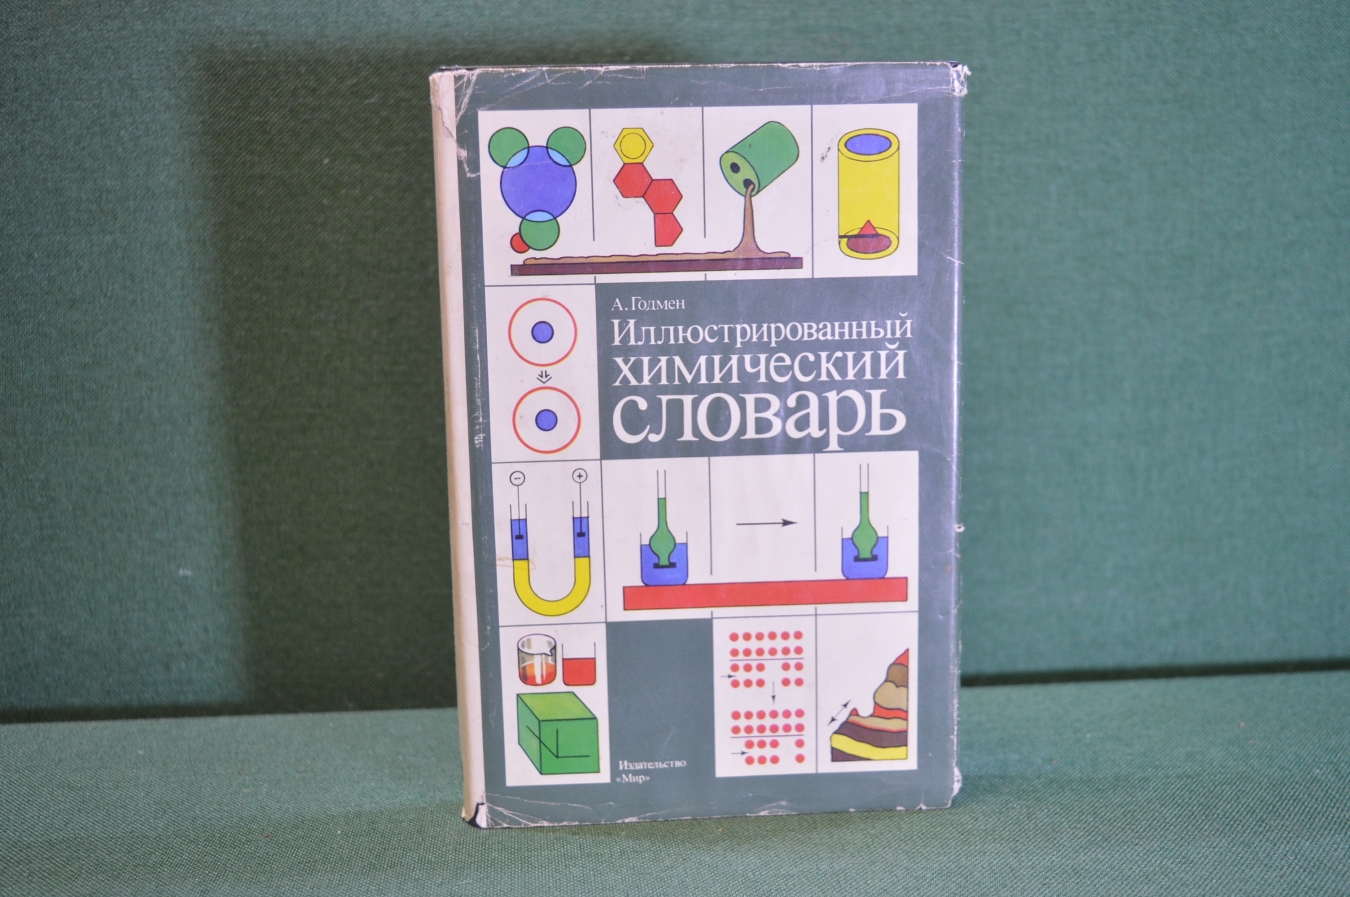 А. Годмен
Иллюстрированный
химический
словарь
−
+
Издательство
«Мир»